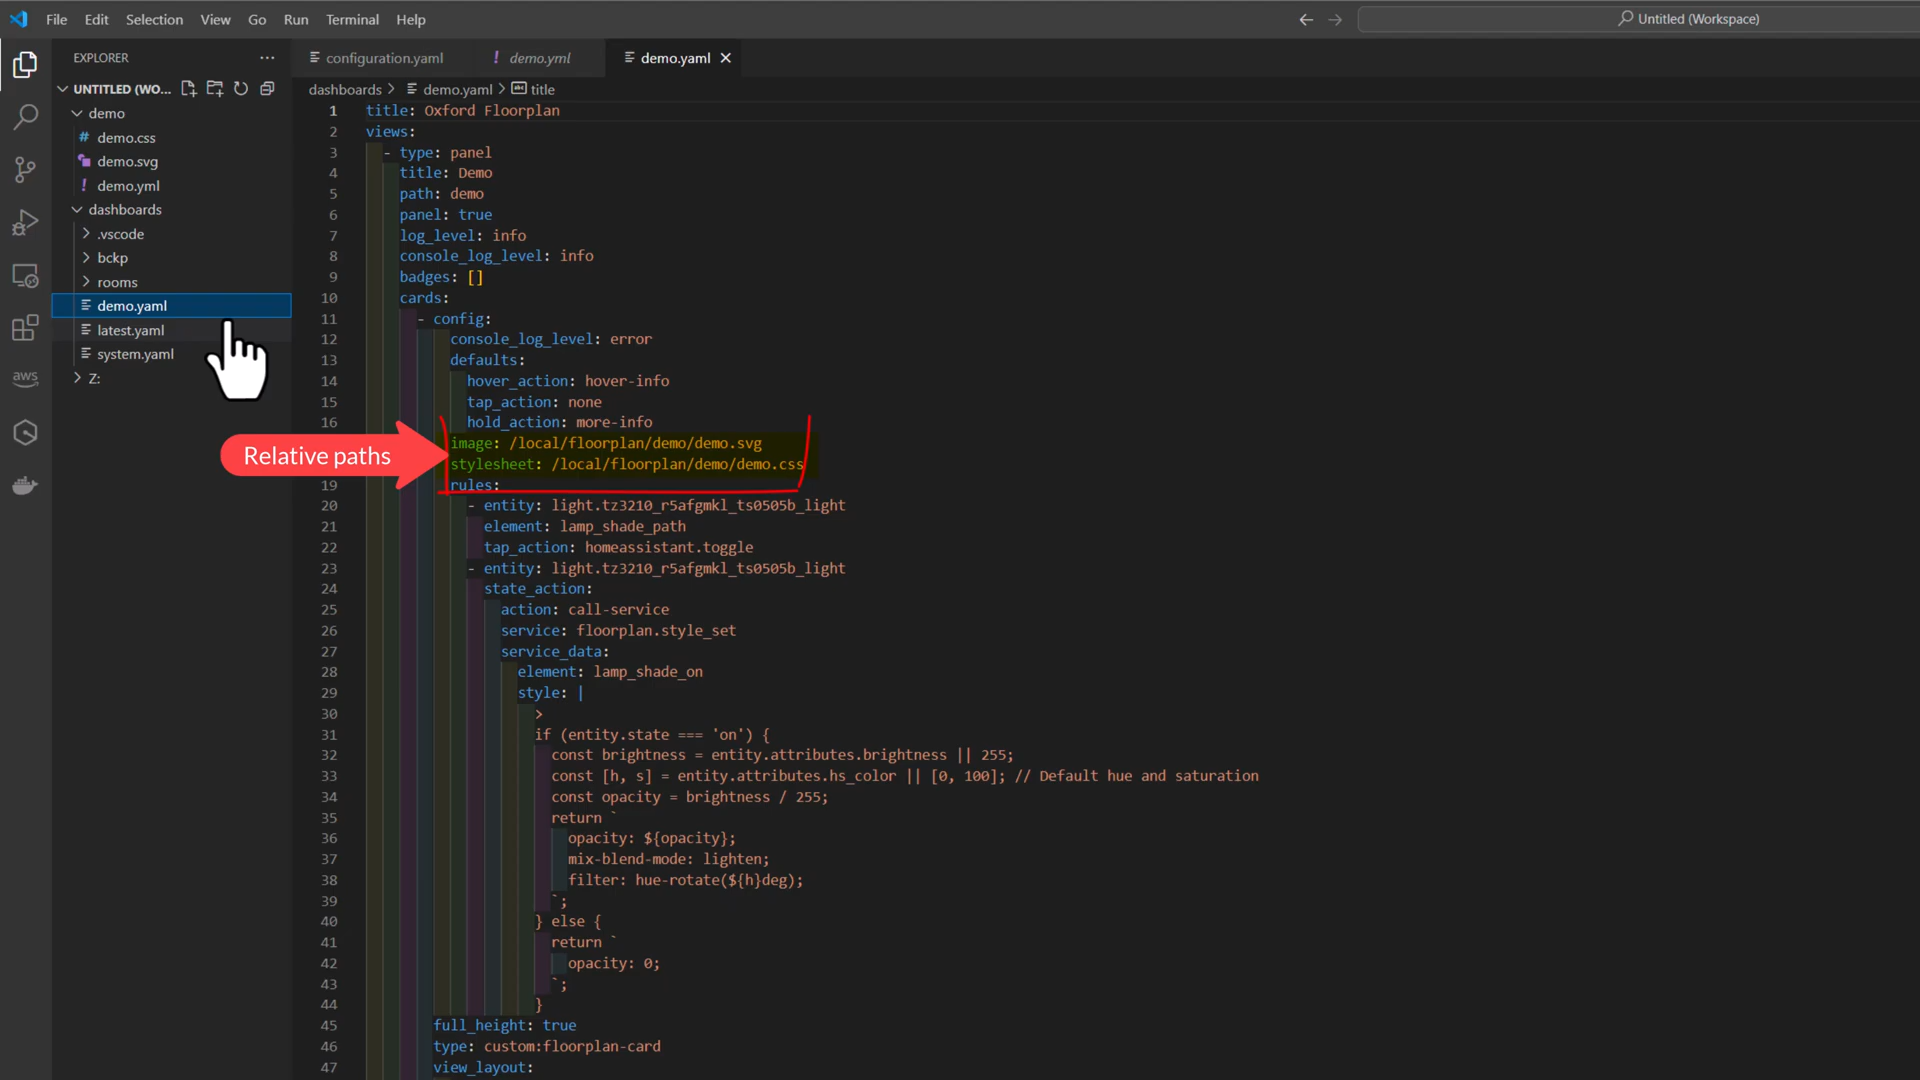 File Edit Selection View Go Run Terminal Help
Untitled (Workspace)
EXPLORER
configuration.yaml
! demo.yml
demo.yaml
UNTITLED (WO...
dashboards > demo.yaml > title
demo
# demo.css
demo.svg
! demo.yml
dashboards
.vscode
bckp
rooms
demo.yaml
latest.yaml
system.yaml
Z:
aws
Relative paths
1 title: Oxford Floorplan
2 views:
3 - type: panel
4 title: Demo
5 path: demo
6 panel: true
7 log_level: info
8 console_log_level: info
9 badges: []
10 cards:
11 - config:
12 console_log_level: error
13 defaults:
14 hover_action: hover-info
15 tap_action: none
16 hold_action: more-info
image: /local/floorplan/demo/demo.svg
stylesheet: /local/floorplan/demo/demo.css
19 rules:
20 - entity: light.tz3210_r5afgmkl_ts0505b_light
21 element: lamp_shade_path
22 tap_action: homeassistant.toggle
23 - entity: light.tz3210_r5afgmkl_ts0505b_light
24 state_action:
25 action: call-service
26 service: floorplan.style_set
27 service_data:
28 element: lamp_shade_on
29 style: |
30 >
31 if (entity.state === 'on') {
32 const brightness = entity.attributes.brightness || 255;
33 const [h, s] = entity.attributes.hs_color || [0, 100]; // Default hue and saturation
34 const opacity = brightness / 255;
35 return `
36 opacity: ${opacity};
37 mix-blend-mode: lighten;
38 filter: hue-rotate(${h}deg);
39 `;
40 } else {
41 return `
42 opacity: 0;
43 `;
44 }
45 full_height: true
46 type: custom:floorplan-card
47 view_layout: